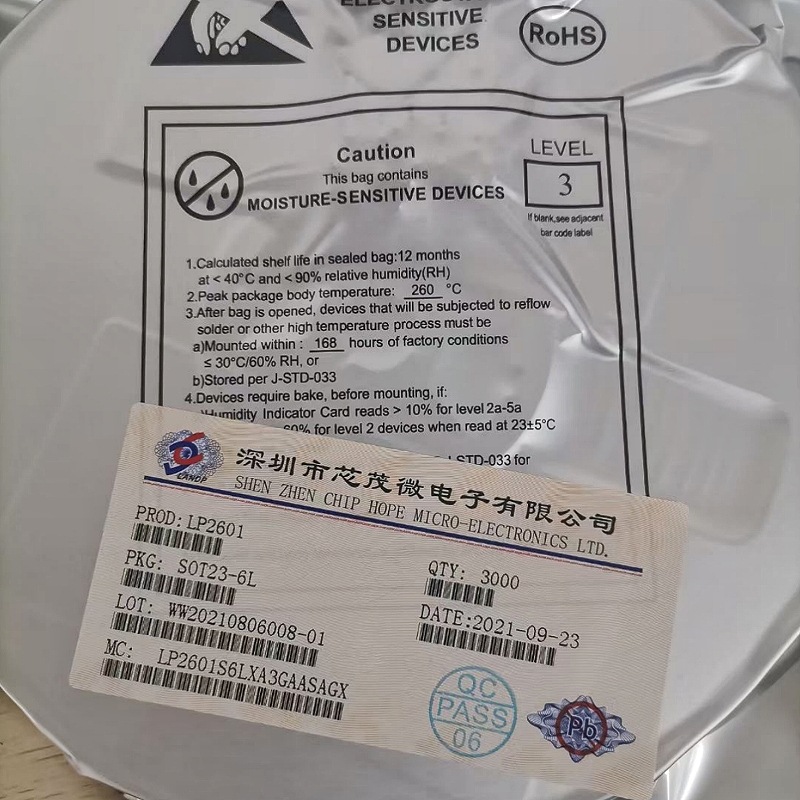 SENSITIVE
DEVICES
RoHS
Caution
This bag contains
MOISTURE-SENSITIVE DEVICES
LEVEL
3
If blank,see adjacent
bar code label
1.Calculated shelf life in sealed bag:12 months
at < 40°C and < 90% relative humidity(RH)
2.Peak package body temperature: 260 °C
3.After bag is opened, devices that will be subjected to reflow
solder or other high temperature process must be
a)Mounted within : 168 hours of factory conditions
≤ 30°C/60% RH, or
b)Stored per J-STD-033
4.Devices require bake, before mounting, if:
Humidity Indicator Card reads > 10% for level 2a-5a
60% for level 2 devices when read at 23±5°C
J-STD-033 for
LANDP
深圳市芯茂微电子有限公司
SHEN ZHEN CHIP HOPE MICRO-ELECTRONICS LTD.
PROD: LP2601
PKG: SOT23-6L
QTY: 3000
LOT: WW20210806008-01
DATE:2021-09-23
MC: LP2601S6LXA3GAASAGX
QC
PASS
06
Pb